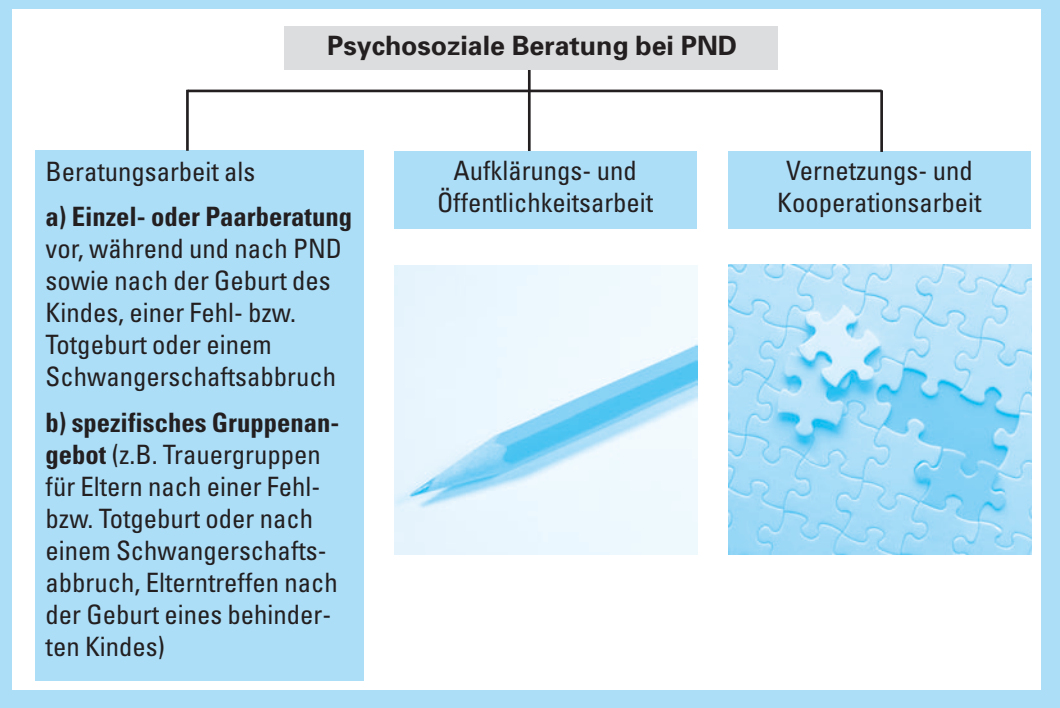 Psychosoziale Beratung bei PND
Beratungsarbeit als
a) Einzel- oder Paarberatung
vor, während und nach PND
sowie nach der Geburt des
Kindes, einer Fehl- bzw.
Totgeburt oder einem
Schwangerschaftsabbruch
b) spezifisches Gruppenan-
gebot (z.B. Trauergruppen
für Eltern nach einer Fehl-
bzw. Totgeburt oder nach
einem Schwangerschafts-
abbruch, Elterntreffen nach
der Geburt eines behinder-
ten Kindes)
Aufklärungs- und
Öffentlichkeitsarbeit
Vernetzungs- und
Kooperationsarbeit